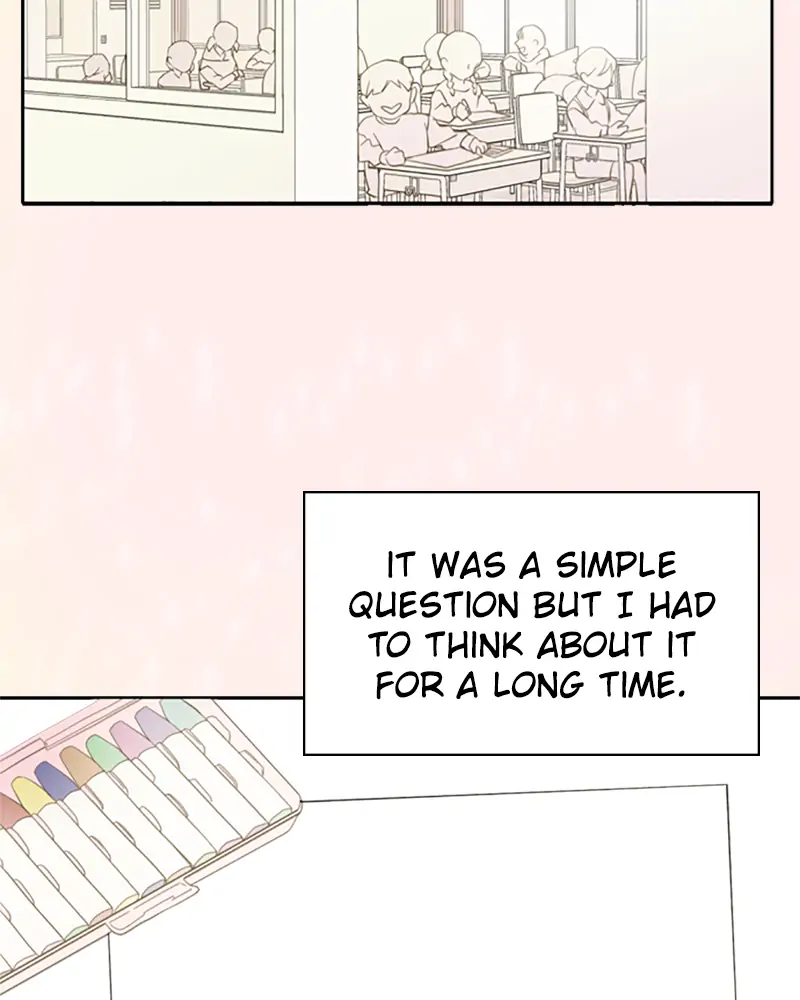 IT WAS A SIMPLE
QUESTION BUT I HAD
TO THINK ABOUT IT
FOR A LONG TIME.